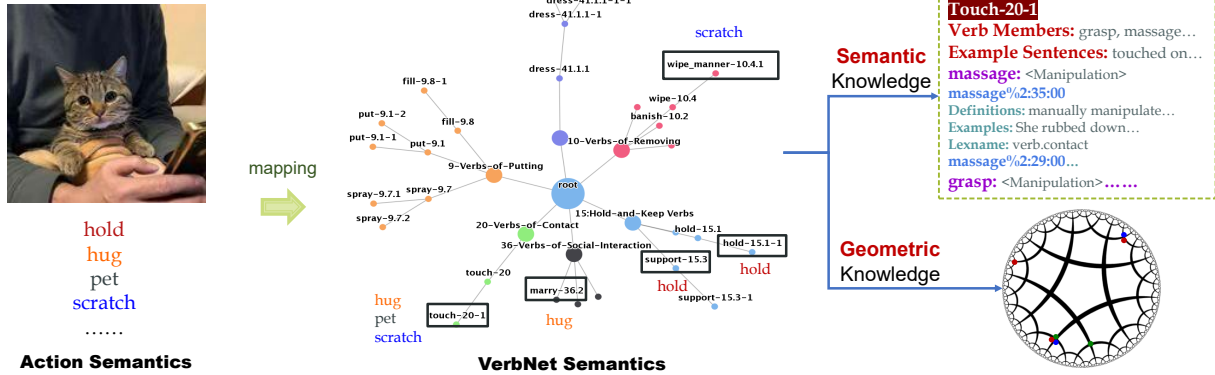 hold
hug
pet
scratch
......
Action Semantics
mapping
dress-41.1.1-1
dress-41.1.1
scratch
wipe_manner-10.4.1
wipe-10.4
banish-10.2
10-Verbs-of-Removing
fill-9.8-1
fill-9.8
put-9.1-2
put-9.1-1
put-9.1
9-Verbs-of-Putting
spray-9.7.1
spray-9.7
spray-9.7.2
root
20-Verbs-of-Contact
15:Hold-and-Keep Verbs
hold-15.1
hold-15.1-1
hold
36-Verbs-of-Social-Interaction
support-15.3
hold
support-15.3-1
touch-20
marry-36.2
hug
hug
pet
scratch
touch-20-1
VerbNet Semantics
Semantic
Knowledge
Geometric
Knowledge
Touch-20-1
Verb Members: grasp, massage…
Example Sentences: touched on…
massage: <Manipulation>
massage%2:35:00
Definitions: manually manipulate…
Examples: She rubbed down…
Lexname: verb.contact
massage%2:29:00…
grasp: <Manipulation>……